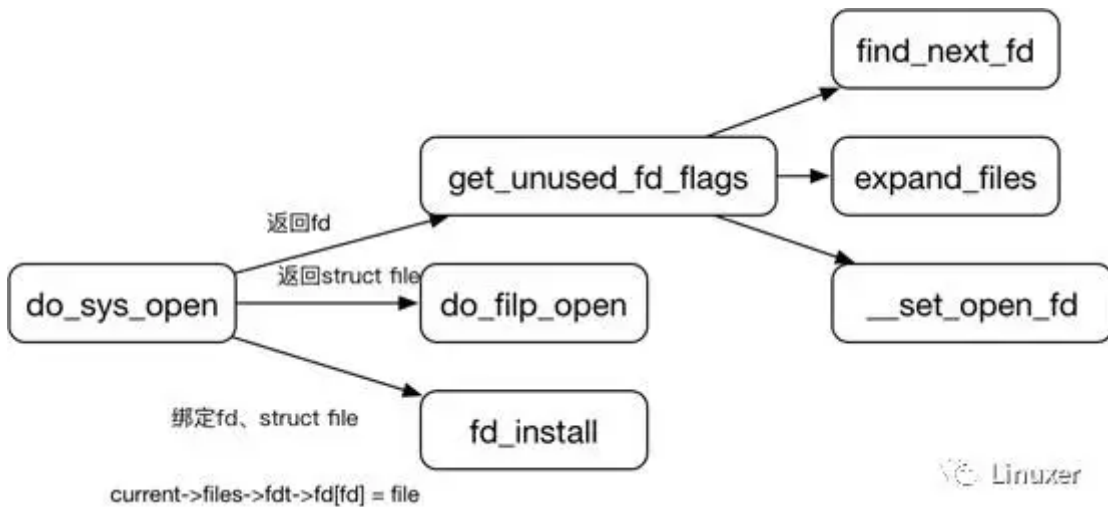 find_next_fd
get_unused_fd_flags
expand_files
返回fd
返回struct file
do_sys_open
do_filp_open
__set_open_fd
绑定fd、struct file
fd_install
current->files->fdt->fd[fd] = file
Linuxer